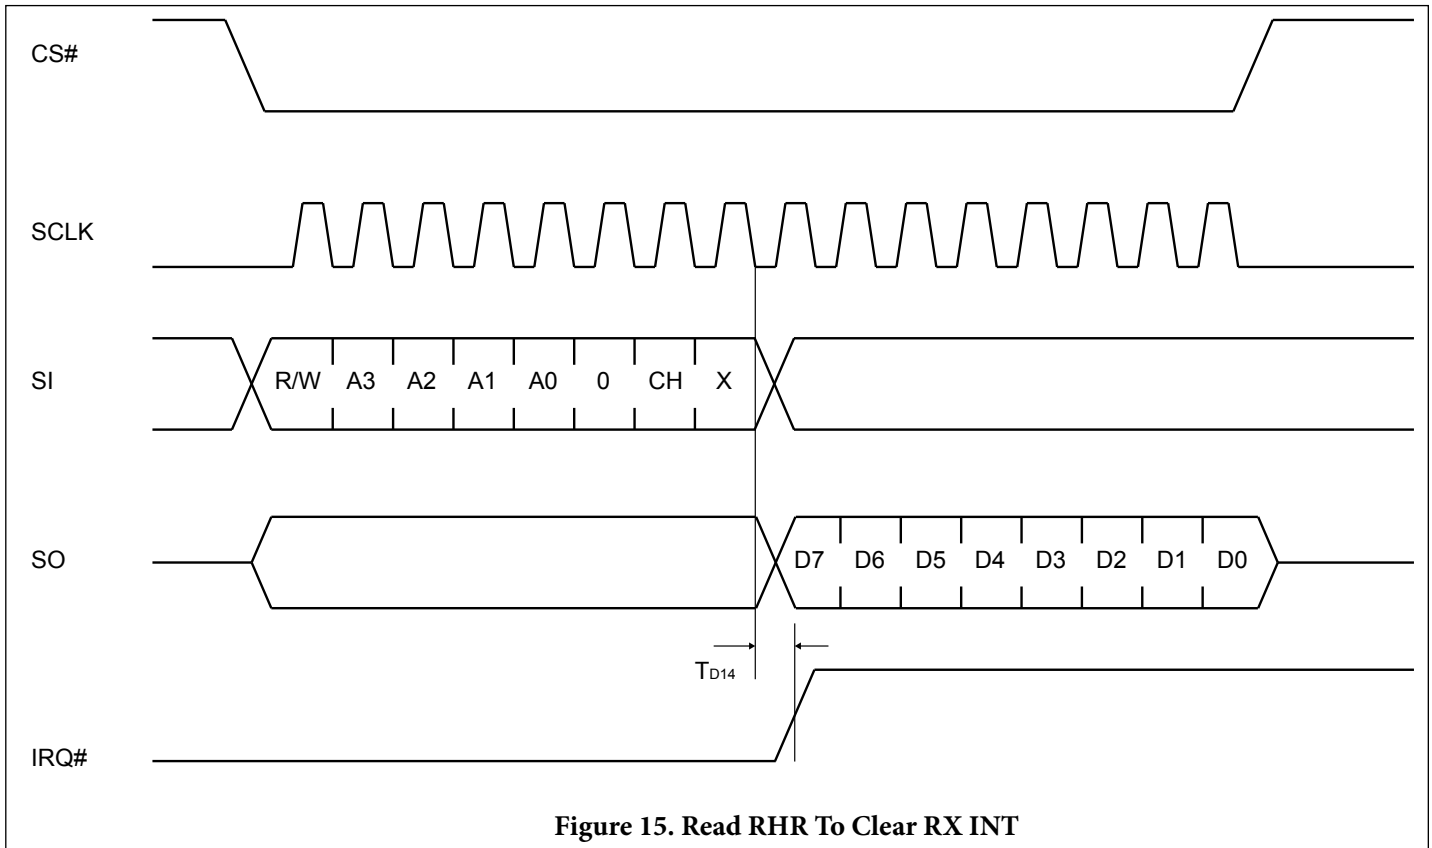 CS#
SCLK
SI
R/W A3 A2 A1 A0 0 CH X
SO
D7 D6 D5 D4 D3 D2 D1 D0
TD14
IRQ#
Figure 15. Read RHR To Clear RX INT